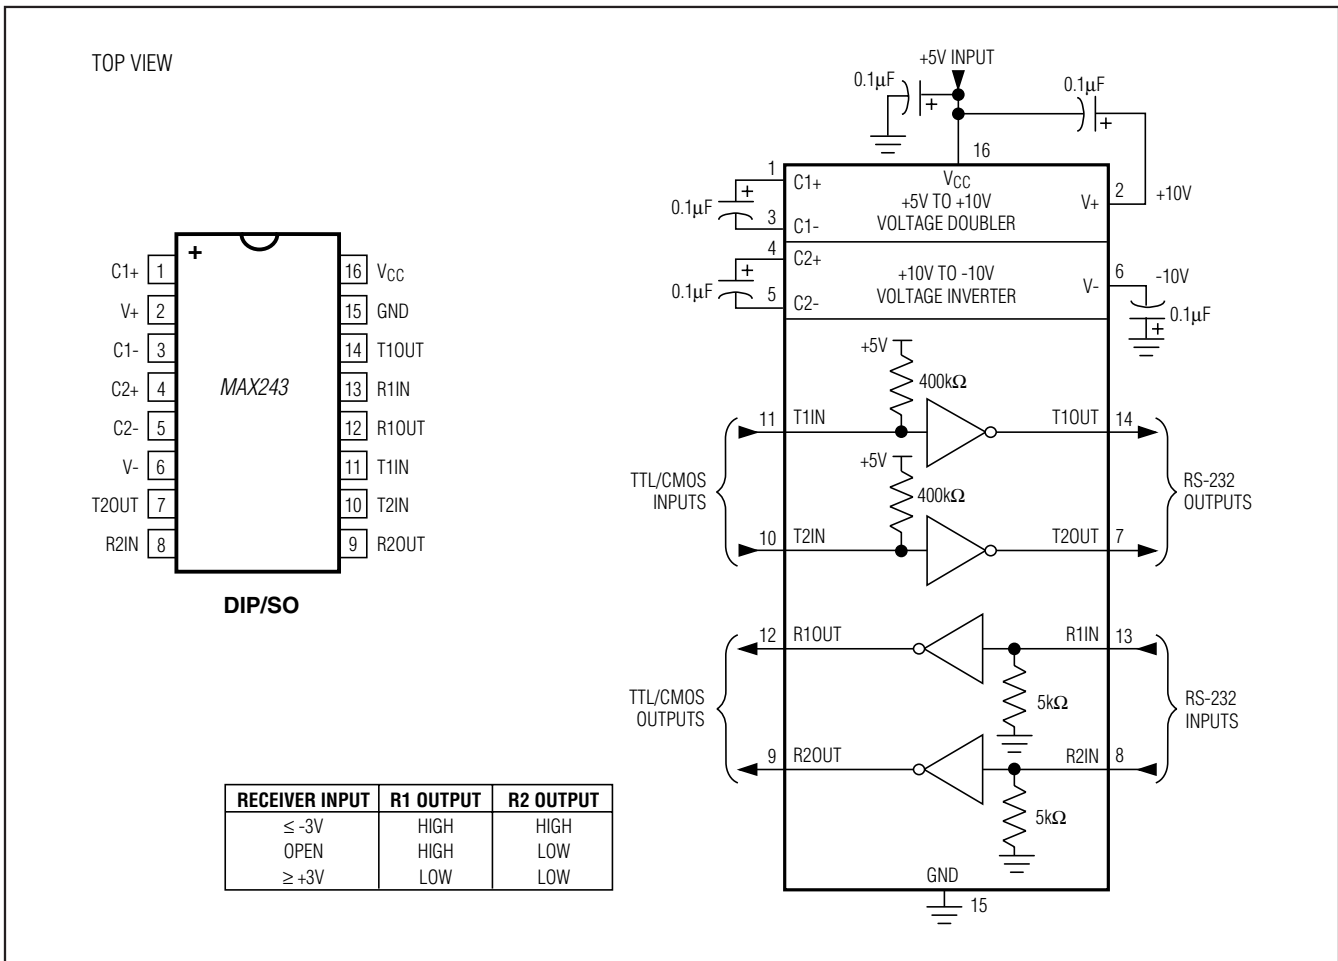 TOP VIEW
+
C1+ 1
V+ 2
C1- 3
C2+ 4
C2- 5
V- 6
T2OUT 7
R2IN 8
MAX243
16 VCC
15 GND
14 T1OUT
13 R1IN
12 R1OUT
11 T1IN
10 T2IN
9 R2OUT
DIP/SO
RECEIVER INPUT R1 OUTPUT R2 OUTPUT
≤ -3V HIGH HIGH
OPEN HIGH LOW
≥ +3V LOW LOW
+5V INPUT
0.1µF
+
0.1µF
+
16
1
C1+
VCC
+5V TO +10V
VOLTAGE DOUBLER
V+
2
+10V
0.1µF
+
3
C1-
4
C2+
+10V TO -10V
VOLTAGE INVERTER
V-
6
-10V
0.1µF
+
0.1µF
+
5
C2-
+5V
400kΩ
11 T1IN
T1OUT 14
+5V
400kΩ
TTL/CMOS
INPUTS
RS-232
OUTPUTS
10 T2IN
T2OUT 7
12 R1OUT
R1IN 13
5kΩ
TTL/CMOS
OUTPUTS
RS-232
INPUTS
9 R2OUT
R2IN 8
5kΩ
GND
15